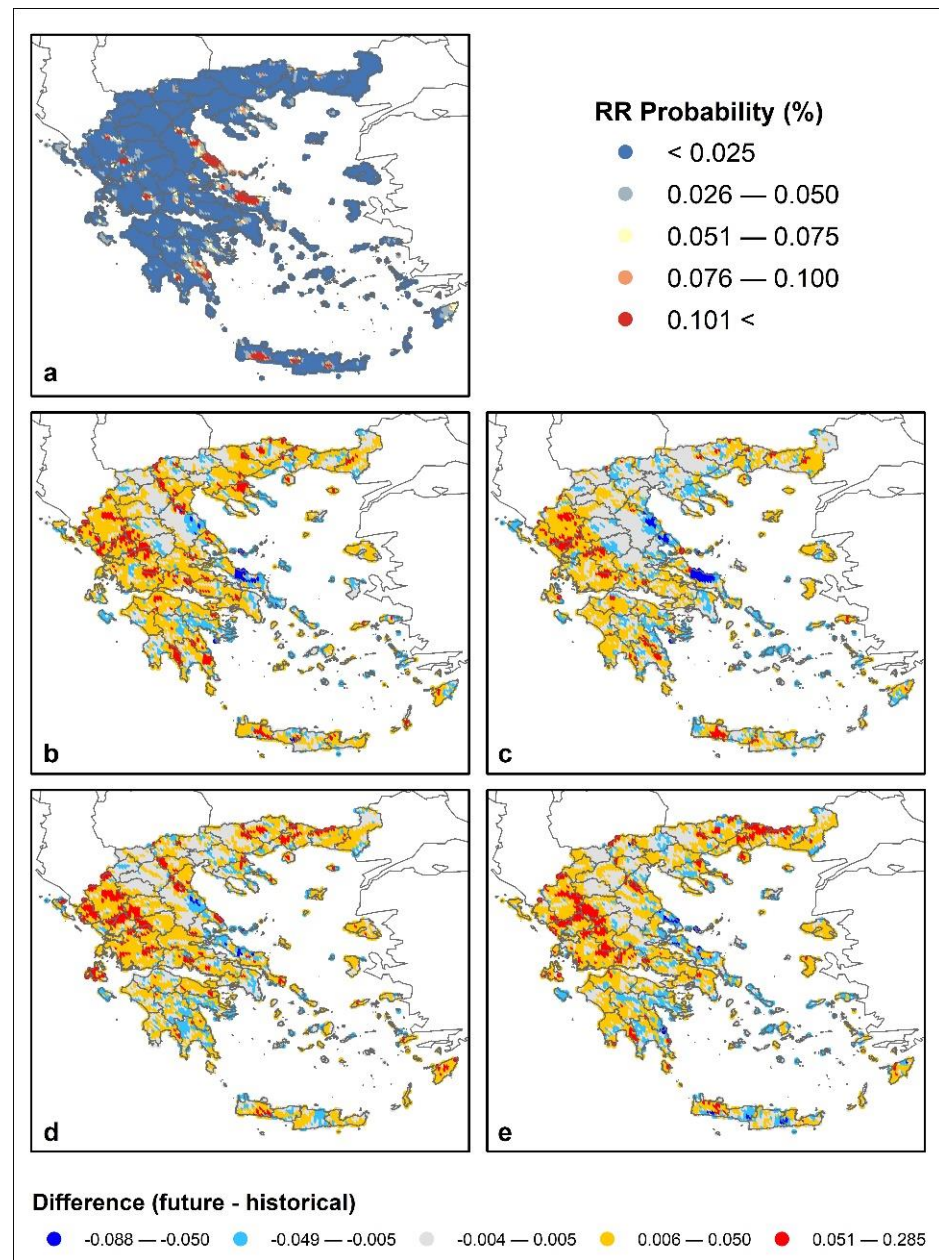 RR Probability (%)
< 0.025
0.026 — 0.050
0.051 — 0.075
0.076 — 0.100
0.101 <
a
b
c
d
e
Difference (future - historical)
-0.088 — -0.050 -0.049 — -0.005 -0.004 — 0.005 0.006 — 0.050 0.051 — 0.285